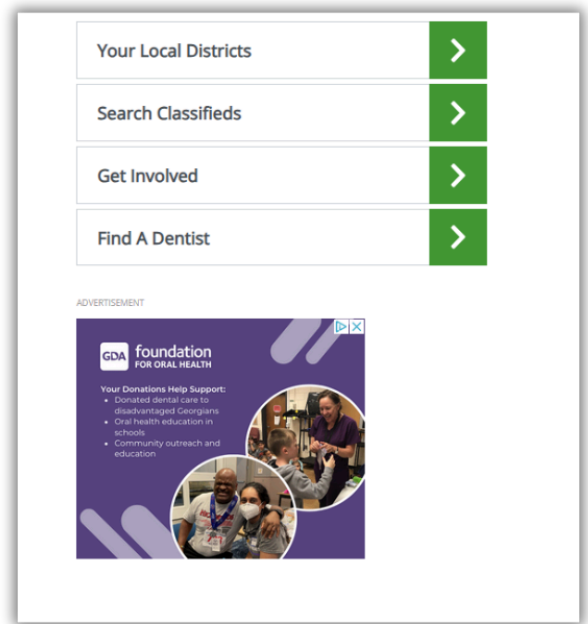 Your Local Districts
Search Classifieds
Get Involved
Find A Dentist
ADVERTISEMENT
GDA foundation
FOR ORAL HEALTH
Your Donations Help Support:
• Donated dental care to
disadvantaged Georgians
• Oral health education in
schools
• Community outreach and
education